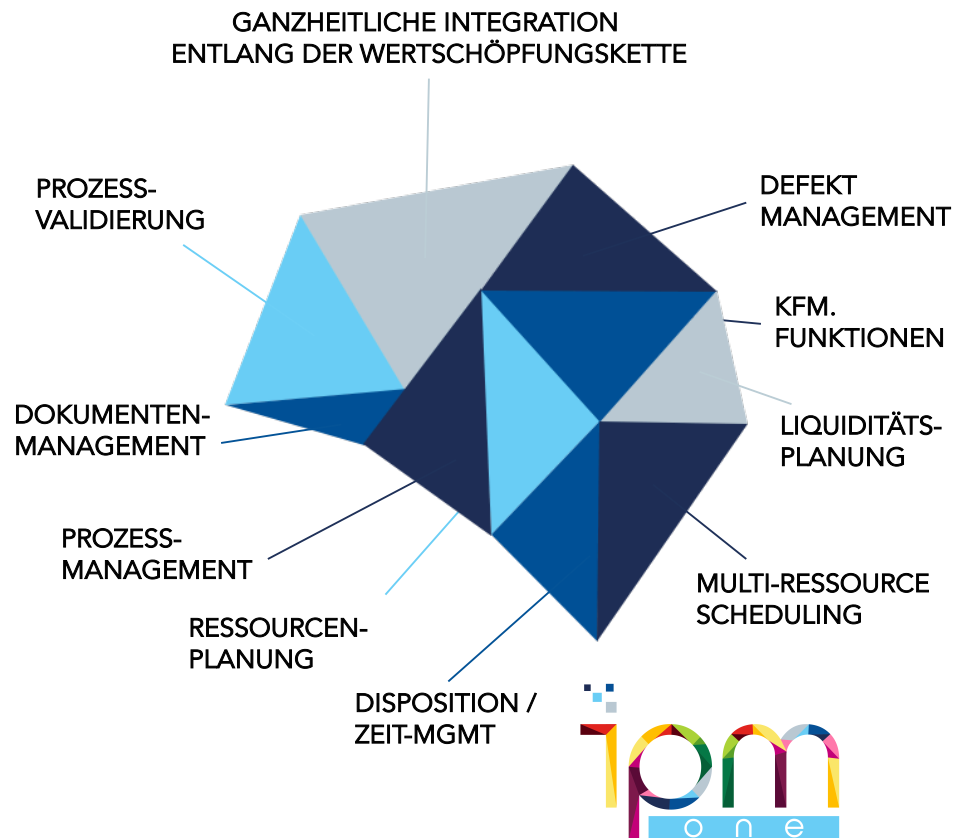 GANZHEITLICHE INTEGRATION
ENTLANG DER WERTSCHÖPFUNGSKETTE
PROZESS-
VALIDIERUNG
DEFEKT
MANAGEMENT
KFM.
FUNKTIONEN
DOKUMENTEN-
MANAGEMENT
LIQUIDITÄTS-
PLANUNG
PROZESS-
MANAGEMENT
MULTI-RESSOURCE
SCHEDULING
RESSOURCEN-
PLANUNG
DISPOSITION /
ZEIT-MGMT
ipm
one